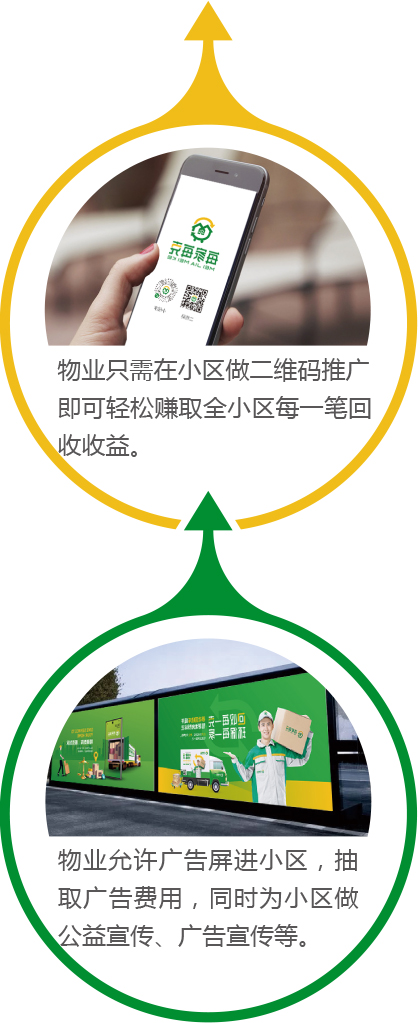 物业只需在小区做二维码推广
即可轻松赚取全小区每一笔回
收收益。
物业允许广告屏进小区，抽
取广告费用，同时为小区做
公益宣传、广告宣传等。